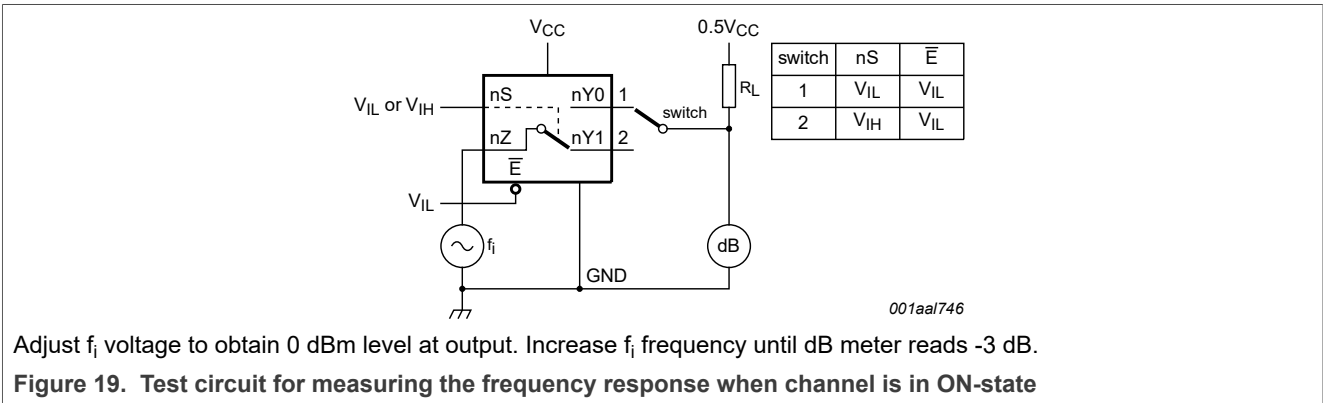 VCC
0.5VCC
switch nS E̅
1 VIL VIL
2 VIH VIL
RL
VIL or VIH
nS nY0 1
switch
nZ nY1 2
E̅
VIL
fi
dB
GND
001aal746
Adjust fi voltage to obtain 0 dBm level at output. Increase fi frequency until dB meter reads -3 dB.
Figure 19. Test circuit for measuring the frequency response when channel is in ON-state